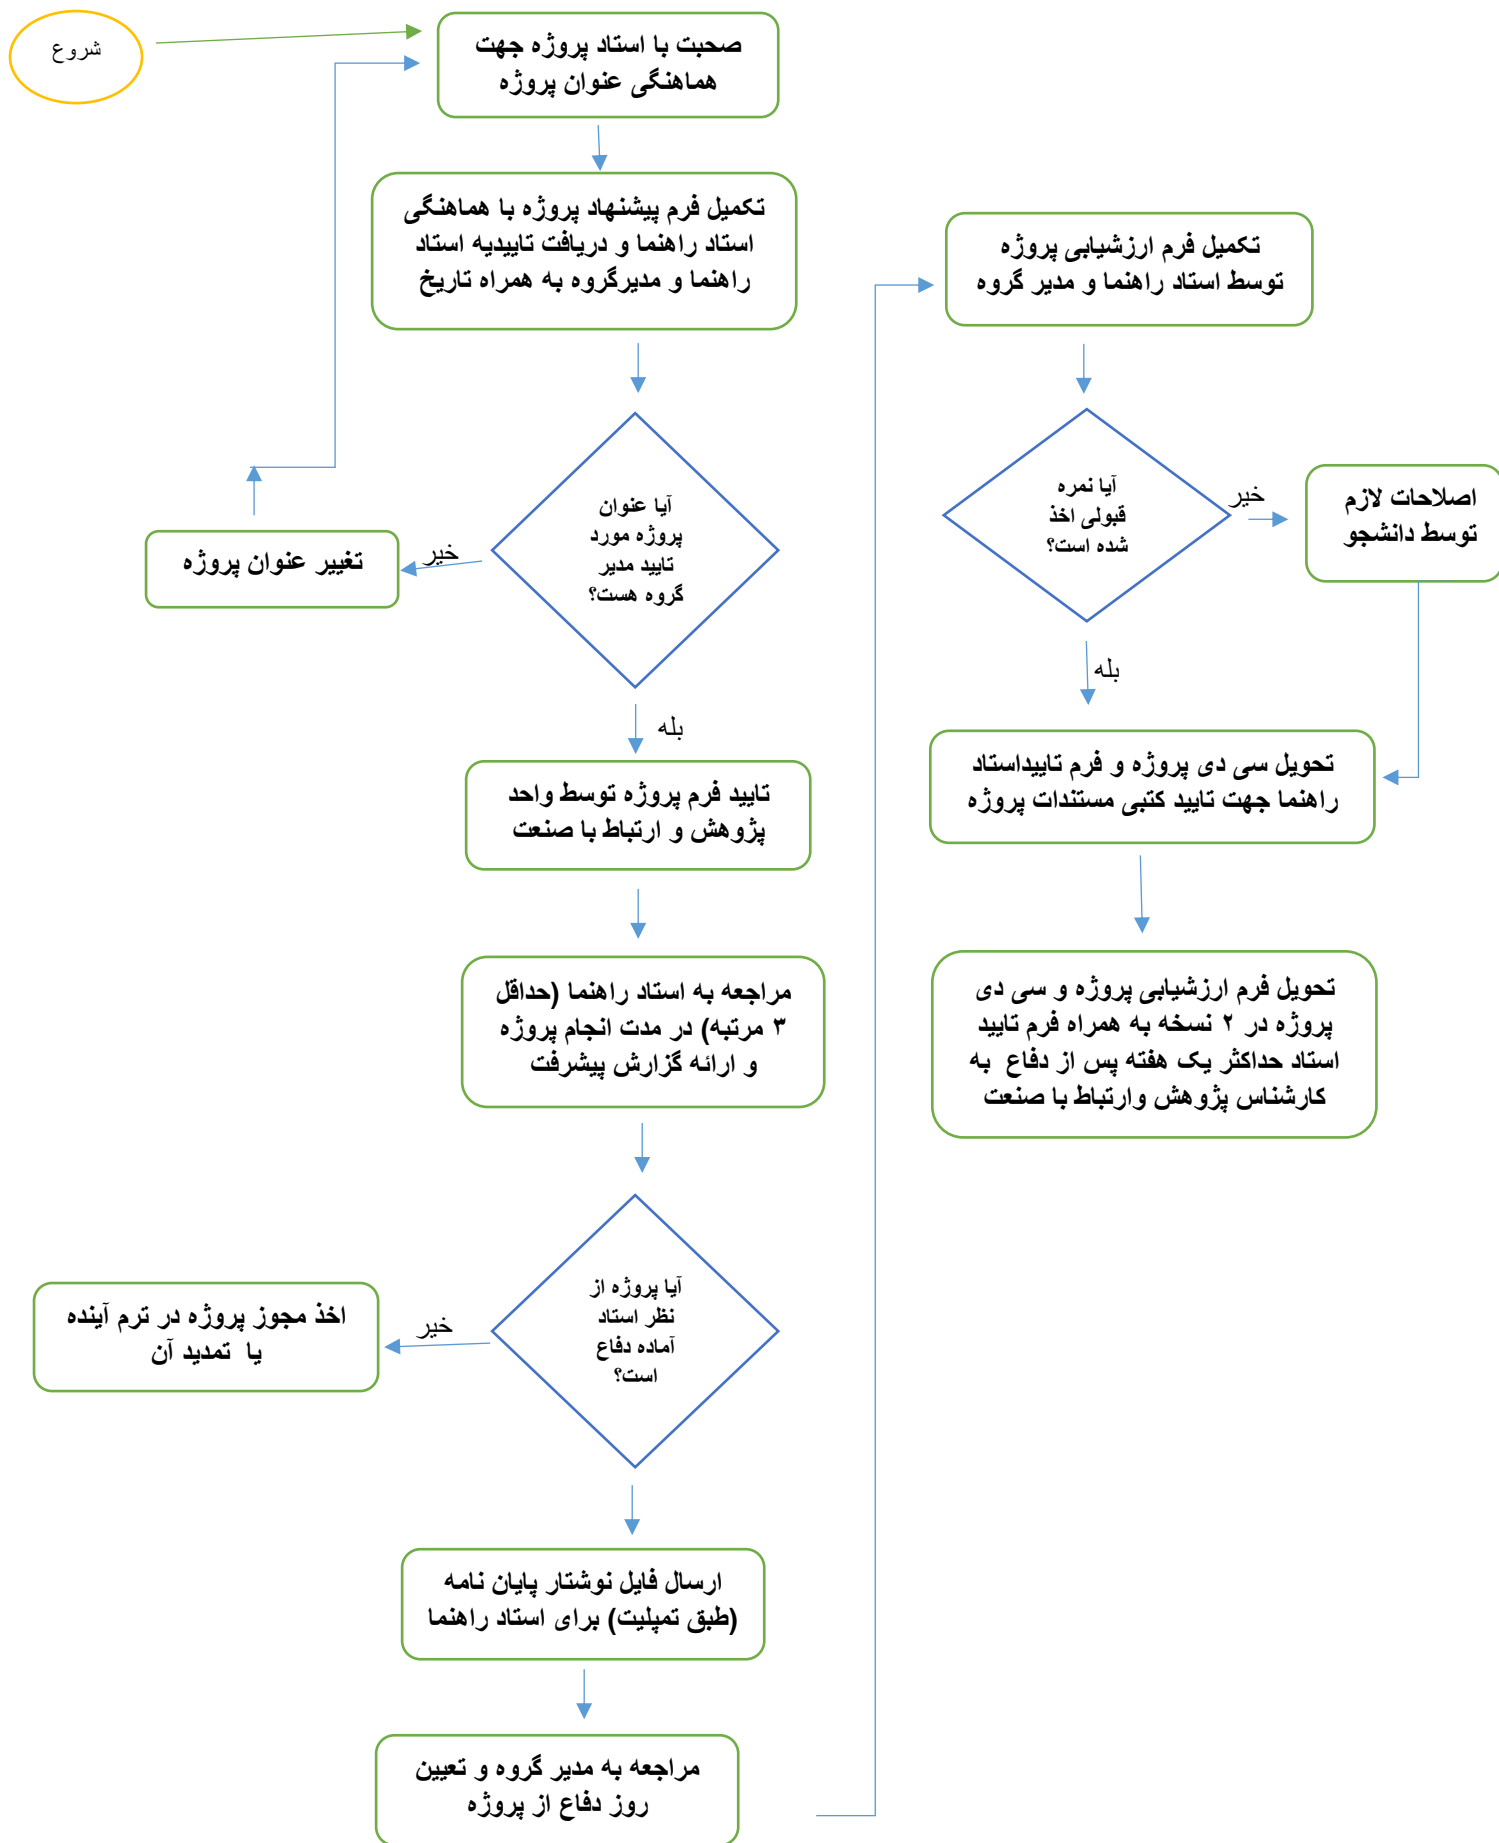 شروع
صحبت با استاد پروژه جهت
هماهنگی عنوان پروژه
تکمیل فرم پیشنهاد پروژه با هماهنگی
استاد راهنما و دریافت تاییدیه استاد
راهنما و مدیرگروه به همراه تاریخ
آیا عنوان
پروژه مورد
تایید مدیر
گروه هست؟
خیر
تغییر عنوان پروژه
بله
تایید فرم پروژه توسط واحد
پژوهش و ارتباط با صنعت
مراجعه به استاد راهنما (حداقل
۳ مرتبه) در مدت انجام پروژه
و ارائه گزارش پیشرفت
آیا پروژه از
نظر استاد
آماده دفاع
است؟
خیر
اخذ مجوز پروژه در ترم آینده
یا تمدید آن
ارسال فایل نوشتار پایان نامه
(طبق تمپلیت) برای استاد راهنما
مراجعه به مدیر گروه و تعیین
روز دفاع از پروژه
تکمیل فرم ارزشیابی پروژه
توسط استاد راهنما و مدیر گروه
آیا نمره
قبولی اخذ
شده است؟
خیر
اصلاحات لازم
توسط دانشجو
بله
تحویل سی دی پروژه و فرم تاییداستاد
راهنما جهت تایید کتبی مستندات پروژه
تحویل فرم ارزشیابی پروژه و سی دی
پروژه در ۲ نسخه به همراه فرم تایید
استاد حداکثر یک هفته پس از دفاع به
کارشناس پژوهش وارتباط با صنعت